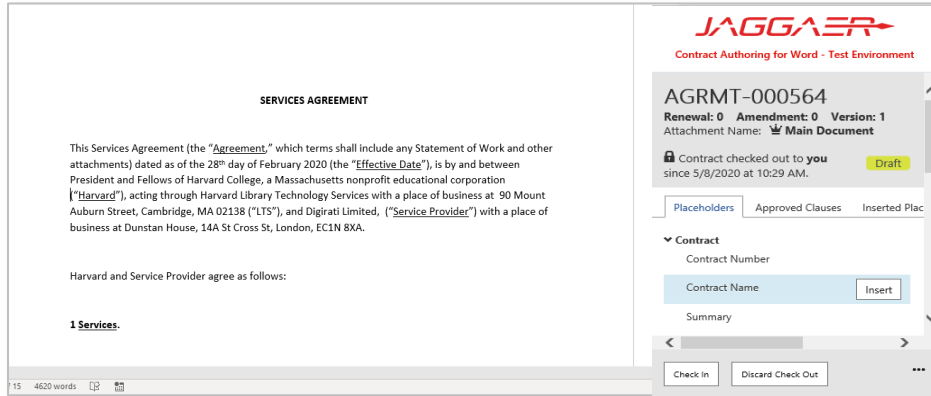 SERVICES AGREEMENT
This Services Agreement (the “Agreement,” which terms shall include any Statement of Work and other
attachments) dated as of the 28th day of February 2020 (the “Effective Date”), is by and between
President and Fellows of Harvard College, a Massachusetts nonprofit educational corporation
(“Harvard”), acting through Harvard Library Technology Services with a place of business at 90 Mount
Auburn Street, Cambridge, MA 02138 (“LTS”), and Digirati Limited, (“Service Provider”) with a place of
business at Dunstan House, 14A St Cross St, London, EC1N 8XA.
Harvard and Service Provider agree as follows:
1 Services.
15 4620 words
JAGGAER
Contract Authoring for Word - Test Environment
AGRMT-000564
Renewal: 0 Amendment: 0 Version: 1
Attachment Name: Main Document
Contract checked out to you
since 5/8/2020 at 10:29 AM.
Draft
Placeholders Approved Clauses Inserted Plac
Contract
Contract Number
Contract Name Insert
Summary
Check In Discard Check Out ...